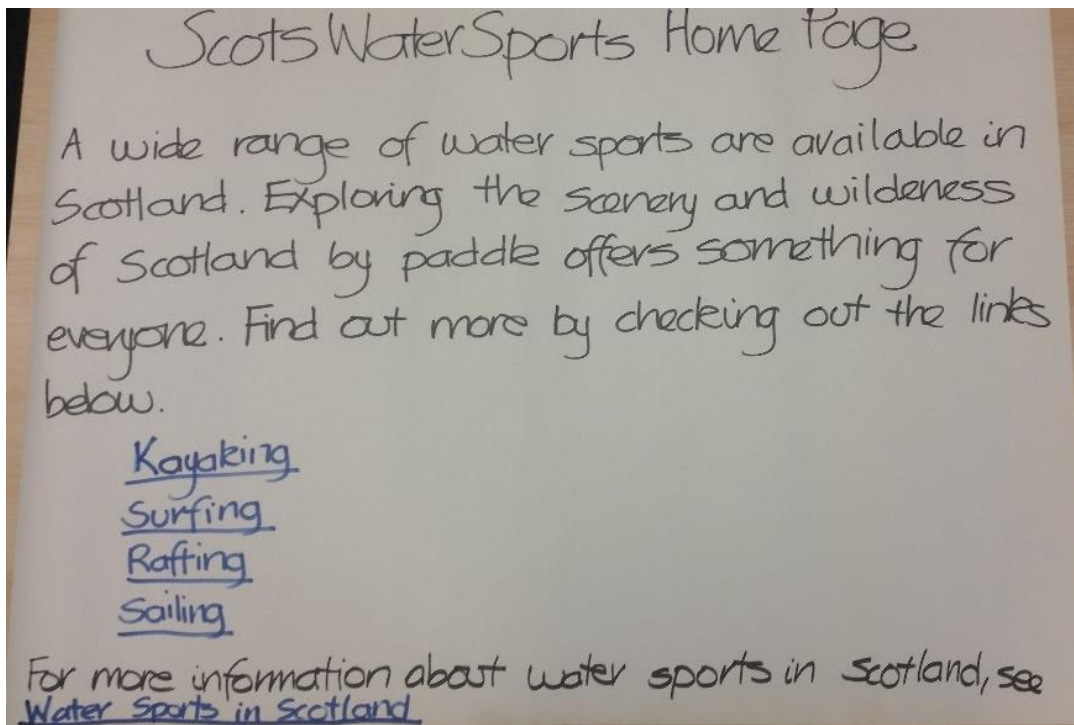 ScotsWaterSports Home Page
A wide range of water sports are available in
Scotland. Exploring the scenery and wildeness
of Scotland by paddle offers something for
everyone. Find out more by checking out the links
below.
Kayakiing
Surfing
Rafting
Sailing
For more information about water sports in Scotland, see
Water Sports in Scotland